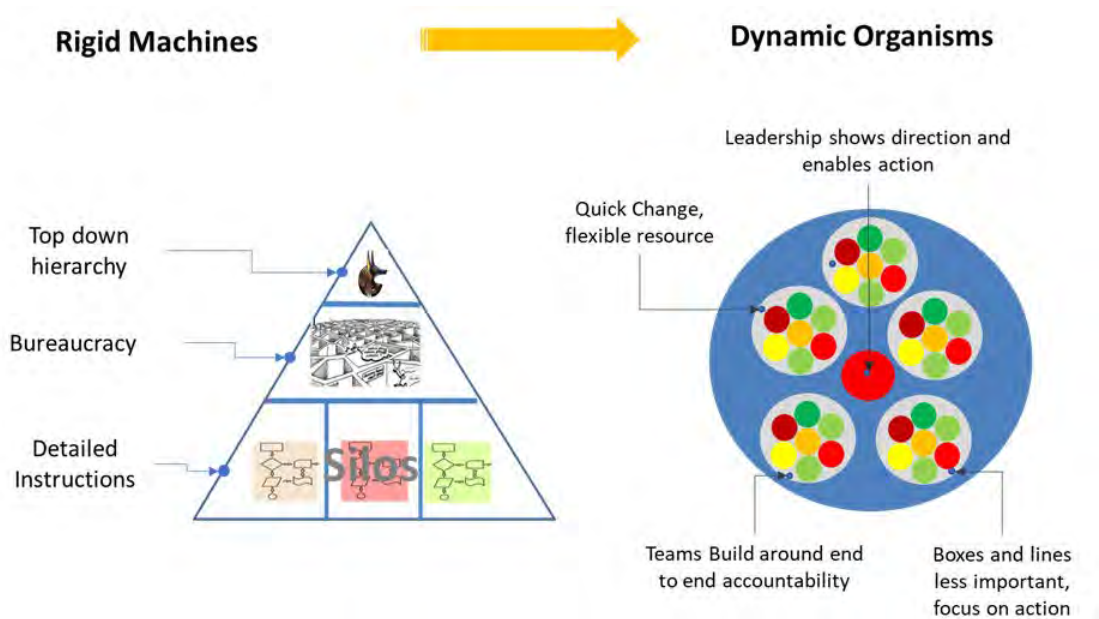 Rigid Machines
Dynamic Organisms
Leadership shows direction and
enables action
Quick Change,
flexible resource
Top down
hierarchy
Bureaucracy
Detailed
Instructions
Silos
Teams Build around end
to end accountability
Boxes and lines
less important,
focus on action